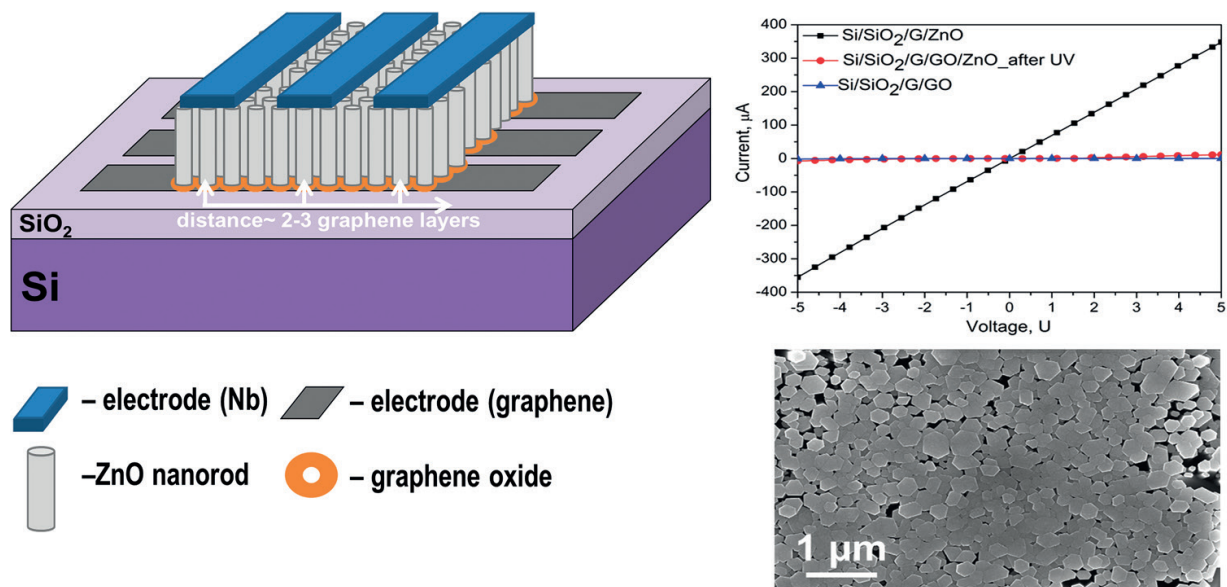 distance~ 2-3 graphene layers
SiO₂
Si
– electrode (Nb)
– electrode (graphene)
–ZnO nanorod
– graphene oxide
Si/SiO₂/G/ZnO
Si/SiO₂/G/GO/ZnO_after UV
Si/SiO₂/G/GO
Current, μA
400
300
200
100
0
-100
-200
-300
-400
-5 -4 -3 -2 -1 0 1 2 3 4 5
Voltage, U
1 μm